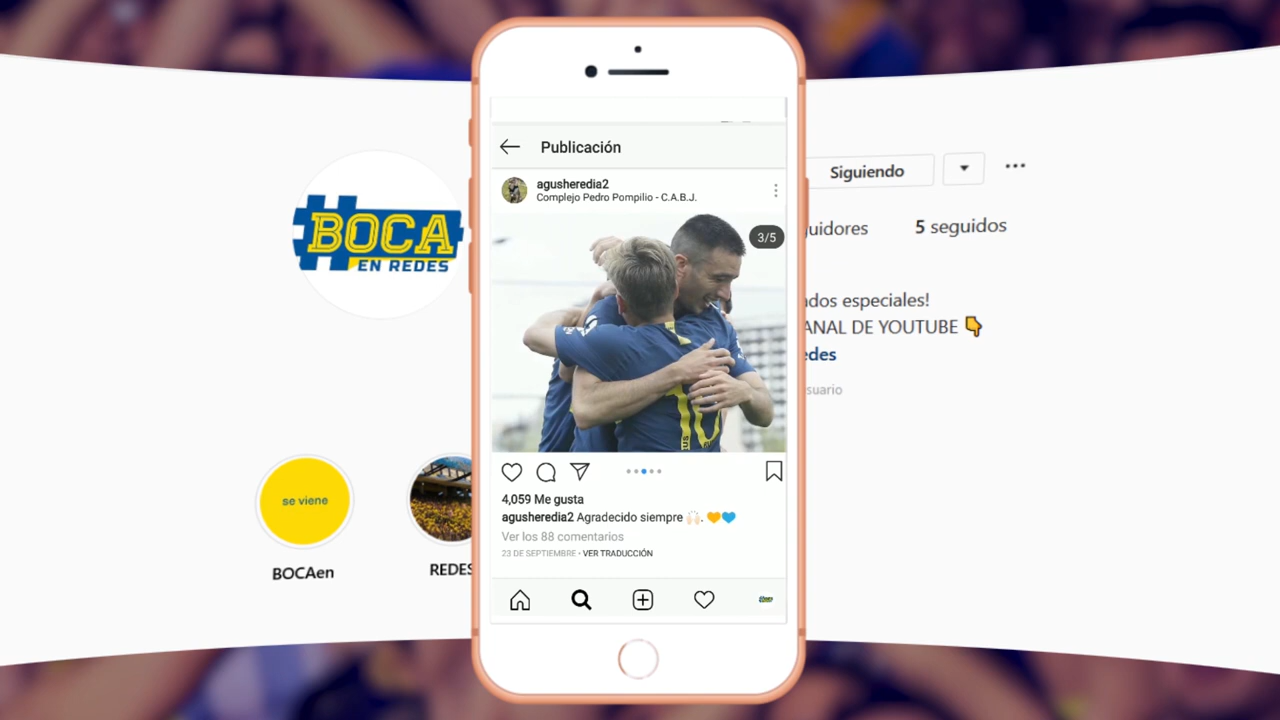 #BOCA
EN REDES
se viene
BOCAen
REDES
Publicación
agusheredia2
Complejo Pedro Pompilio - C.A.B.J.
3/5
10
4,059 Me gusta
agusheredia2 Agradecido siempre 🙌🏻. 🧡💙
Ver los 88 comentarios
23 DE SEPTIEMBRE • VER TRADUCCIÓN
Siguiendo
uidores
5 seguidos
dos especiales!
ANAL DE YOUTUBE 👇
edes
suario